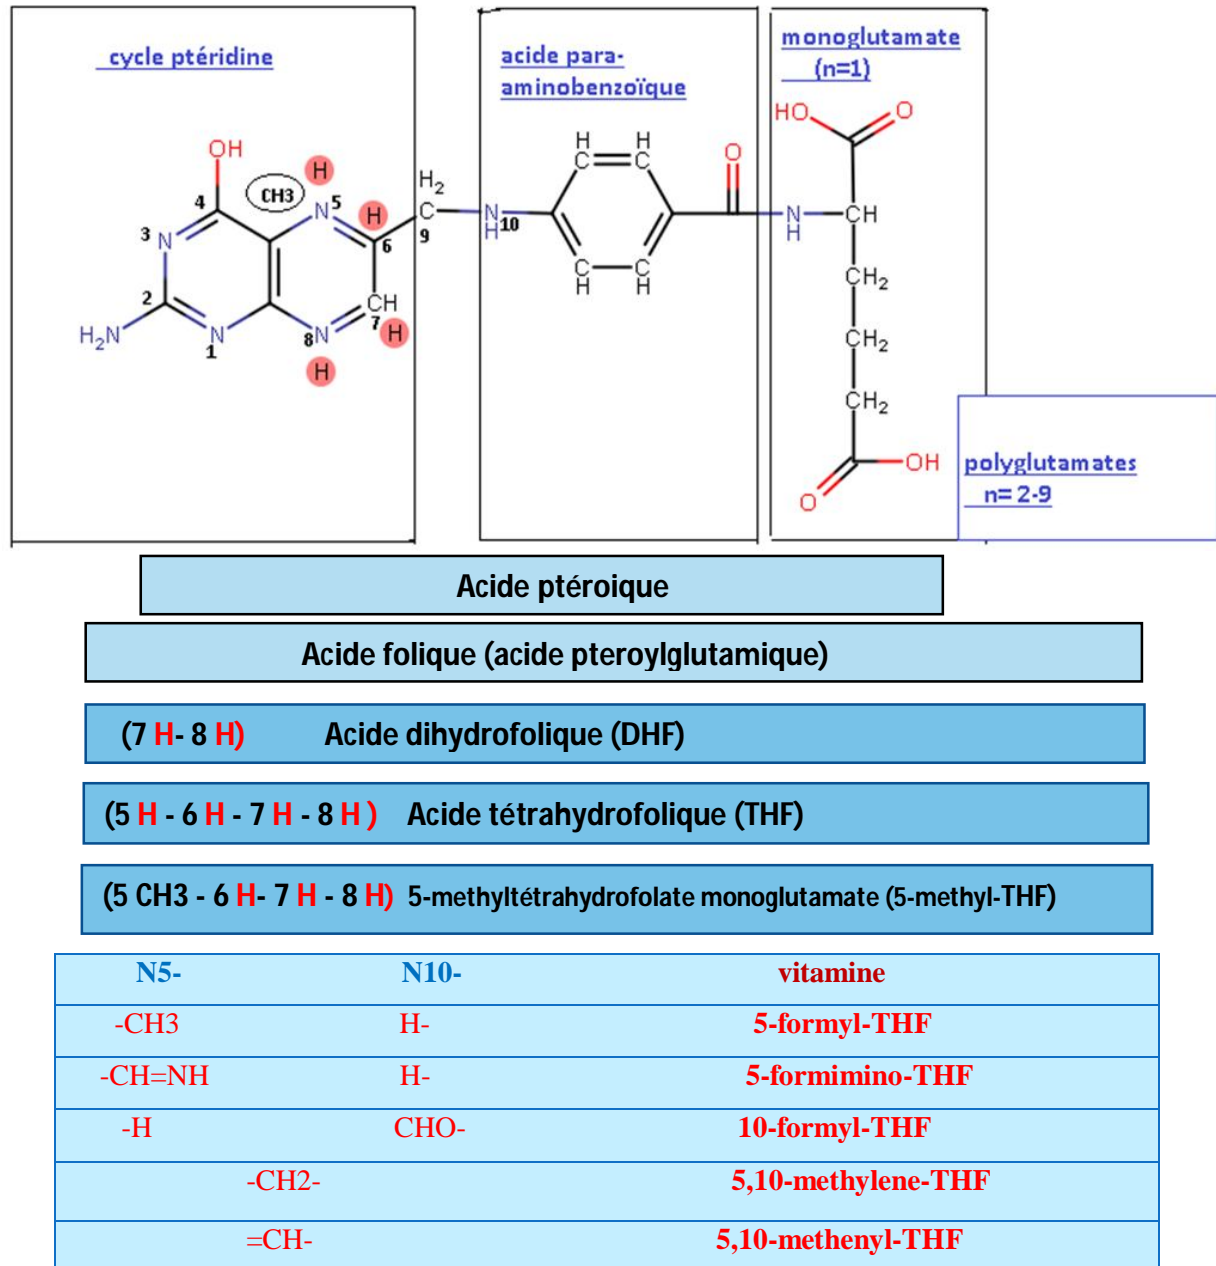 cycle ptéridine
acide para-
aminobenzoïque
monoglutamate
(n=1)
HO
O
OH
H
CH3
H
H2
O
H
H
C
C
4
N
5
H
C
N
10
H
N
H
CH
3
N
6
9
2
C
C
H
H
CH2
H2N
N
1
8
N
CH
7
H
CH2
H
CH2
OH
O
polyglutamates
n= 2-9
Acide ptéroique
Acide folique (acide pteroylglutamique)
(7 H- 8 H) Acide dihydrofolique (DHF)
(5 H - 6 H - 7 H - 8 H ) Acide tétrahydrofolique (THF)
(5 CH3 - 6 H- 7 H - 8 H) 5-methyltétrahydrofolate monoglutamate (5-methyl-THF)
N5- N10- vitamine
-CH3 H- 5-formyl-THF
-CH=NH H- 5-formimino-THF
-H CHO- 10-formyl-THF
-CH2- 5,10-methylene-THF
=CH- 5,10-methenyl-THF